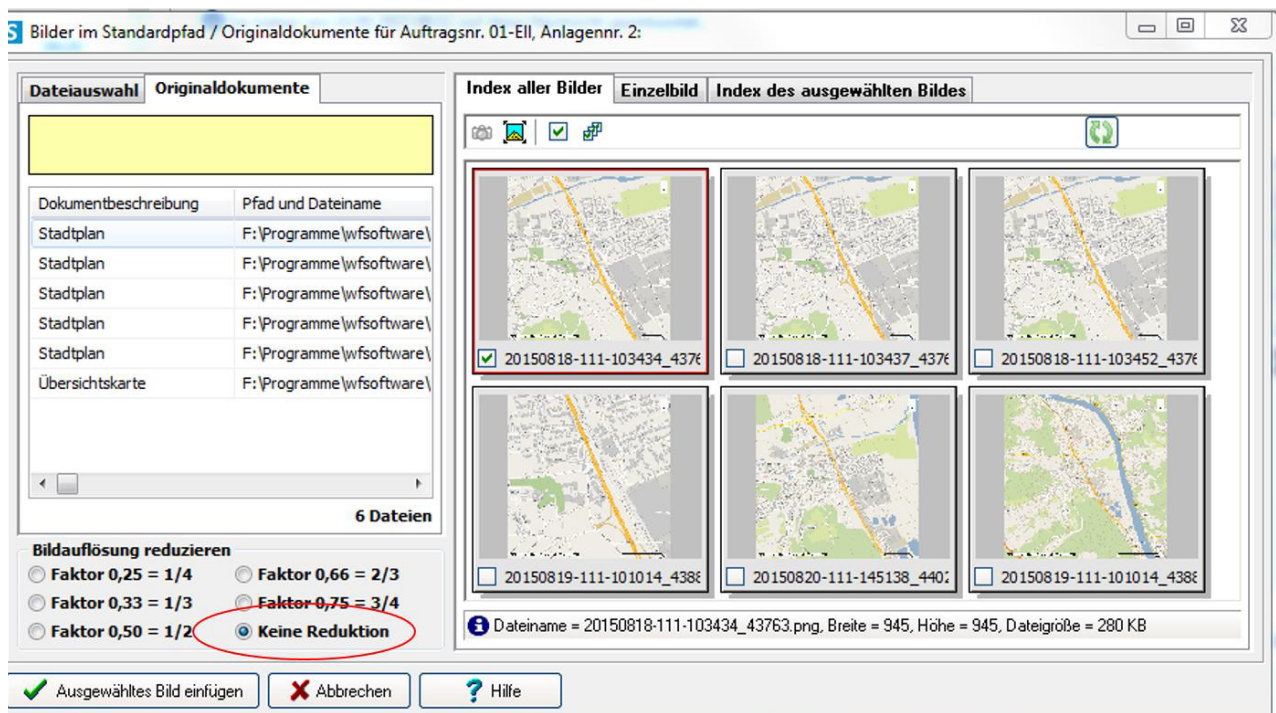 Bilder im Standardpfad / Originaldokumente für Auftragsnr. 01-Ell, Anlagennr. 2:
Dateiauswahl Originaldokumente
Index aller Bilder Einzelbild Index des ausgewählten Bildes
Dokumentbeschreibung Pfad und Dateiname
Stadtplan F:\Programme\wfsoftware\
Stadtplan F:\Programme\wfsoftware\
Stadtplan F:\Programme\wfsoftware\
Stadtplan F:\Programme\wfsoftware\
Stadtplan F:\Programme\wfsoftware\
Übersichtskarte F:\Programme\wfsoftware\
6 Dateien
Bildauflösung reduzieren
Faktor 0,25 = 1/4 Faktor 0,66 = 2/3
Faktor 0,33 = 1/3 Faktor 0,75 = 3/4
Faktor 0,50 = 1/2 Keine Reduktion
20150818-111-103434_4376 20150818-111-103437_4376 20150818-111-103452_4376
20150819-111-101014_4388 20150820-111-145138_4402 20150819-111-101014_4388
Dateiname = 20150818-111-103434_43763.png, Breite = 945, Höhe = 945, Dateigröße = 280 KB
Ausgewähltes Bild einfügen Abbrechen Hilfe